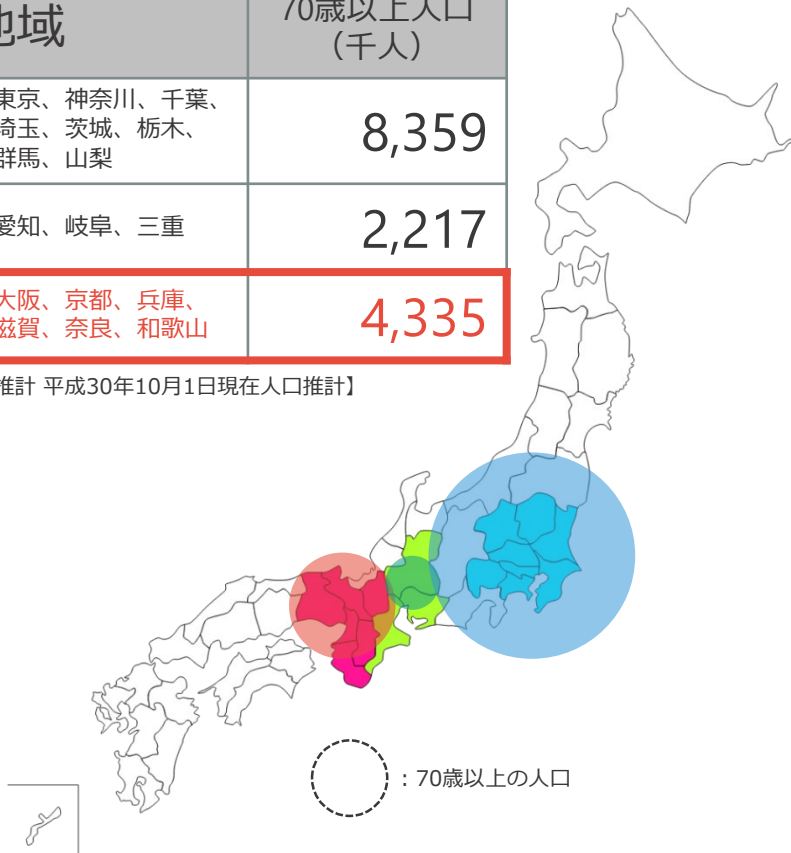 地域
70歳以上人口
（千人）
東京、神奈川、千葉、
埼玉、茨城、栃木、
群馬、山梨
8,359
愛知、岐阜、三重
2,217
大阪、京都、兵庫、
滋賀、奈良、和歌山
4,335
推計 平成30年10月1日現在人口推計】
：70歳以上の人口